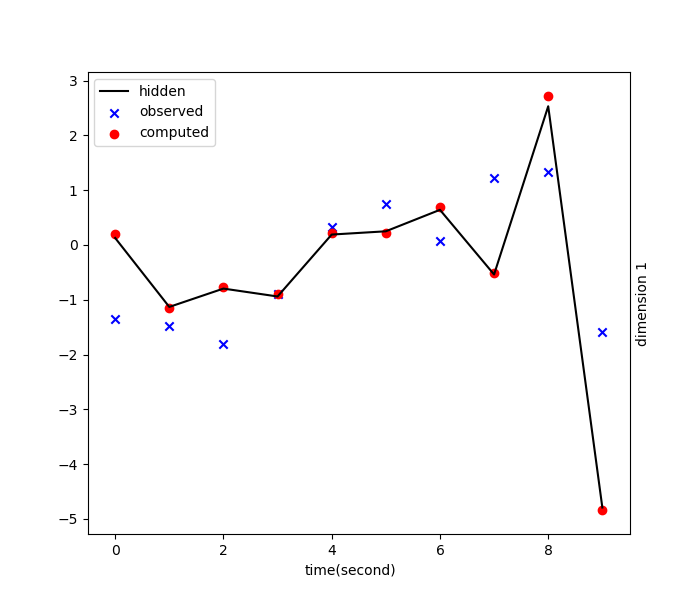 hidden
observed
computed
3
2
1
0
−1
−2
−3
−4
−5
0 2 4 6 8
time(second)
dimension 1